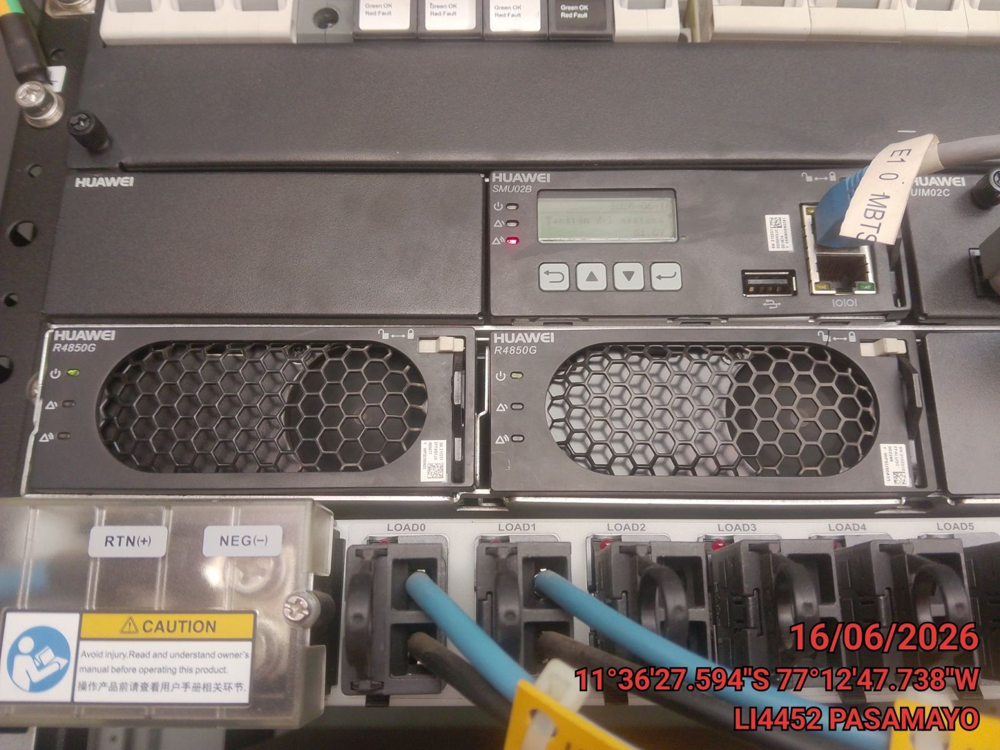 Green:OK
Red:Fault
Green:OK
Red:Fault
Green:OK
Red:Fault
Green:OK
Red:Fault
HUAWEI
HUAWEI
SMU02B
Tensión del sistema
51.0V
E1 0 MBTS
HUAWEI
UIM02C
HUAWEI
R4850G
HUAWEI
R4850G
LOAD0
LOAD1
LOAD2
LOAD3
LOAD4
LOAD5
RTN(+)
NEG(−)
CAUTION
Avoid injury.Read and understand owner's
manual before operating this product.
操作产品前请查看用户手册相关环节.
16/06/2026
11°36'27.594"S 77°12'47.738"W
LI4452 PASAMAYO